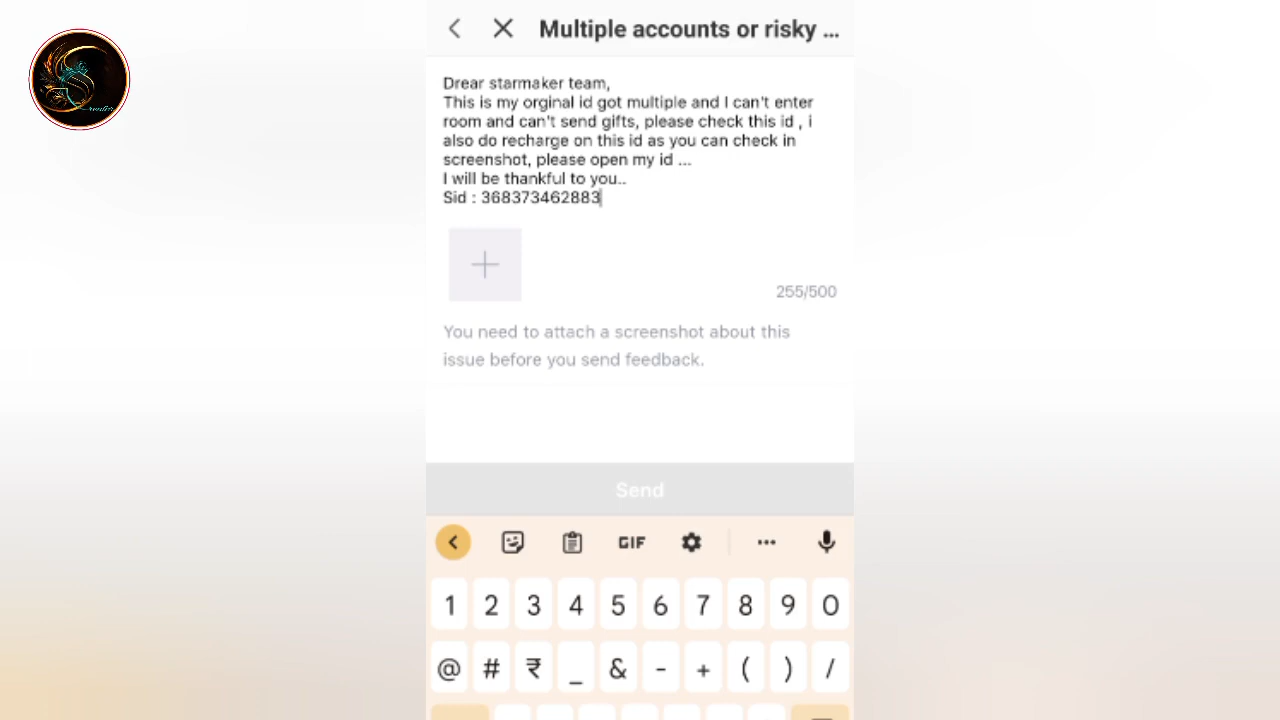 Multiple accounts or risky ...
Drear starmaker team,
This is my orginal id got multiple and I can't enter
room and can't send gifts, please check this id , i
also do recharge on this id as you can check in
screenshot, please open my id ...
I will be thankful to you..
Sid : 368373462883
255/500
You need to attach a screenshot about this
issue before you send feedback.
Send
GIF
1 2 3 4 5 6 7 8 9 0
@ # ₹ _ & - + ( ) /